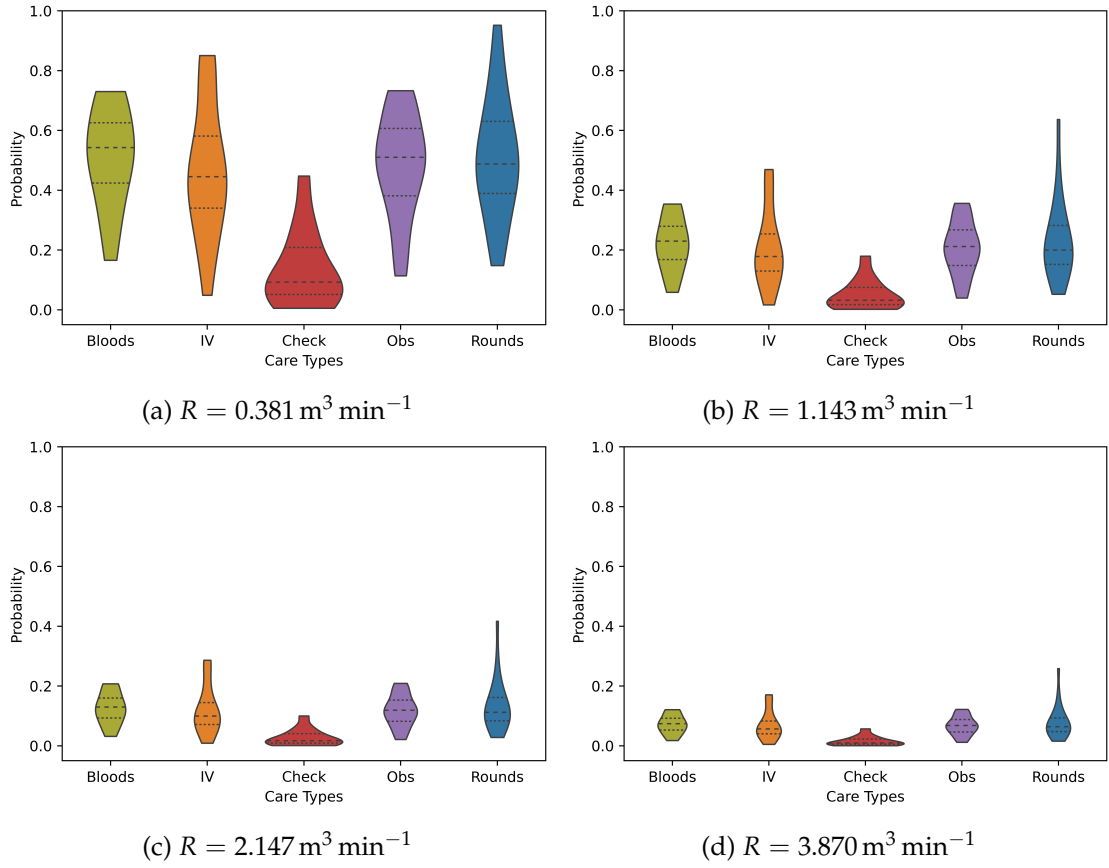 1.0
0.8
0.6
0.4
0.2
0.0
Probability
Bloods IV Check Obs Rounds
Care Types
(a) R = 0.381 m³ min⁻¹
1.0
0.8
0.6
0.4
0.2
0.0
Probability
Bloods IV Check Obs Rounds
Care Types
(b) R = 1.143 m³ min⁻¹
1.0
0.8
0.6
0.4
0.2
0.0
Probability
Bloods IV Check Obs Rounds
Care Types
(c) R = 2.147 m³ min⁻¹
1.0
0.8
0.6
0.4
0.2
0.0
Probability
Bloods IV Check Obs Rounds
Care Types
(d) R = 3.870 m³ min⁻¹